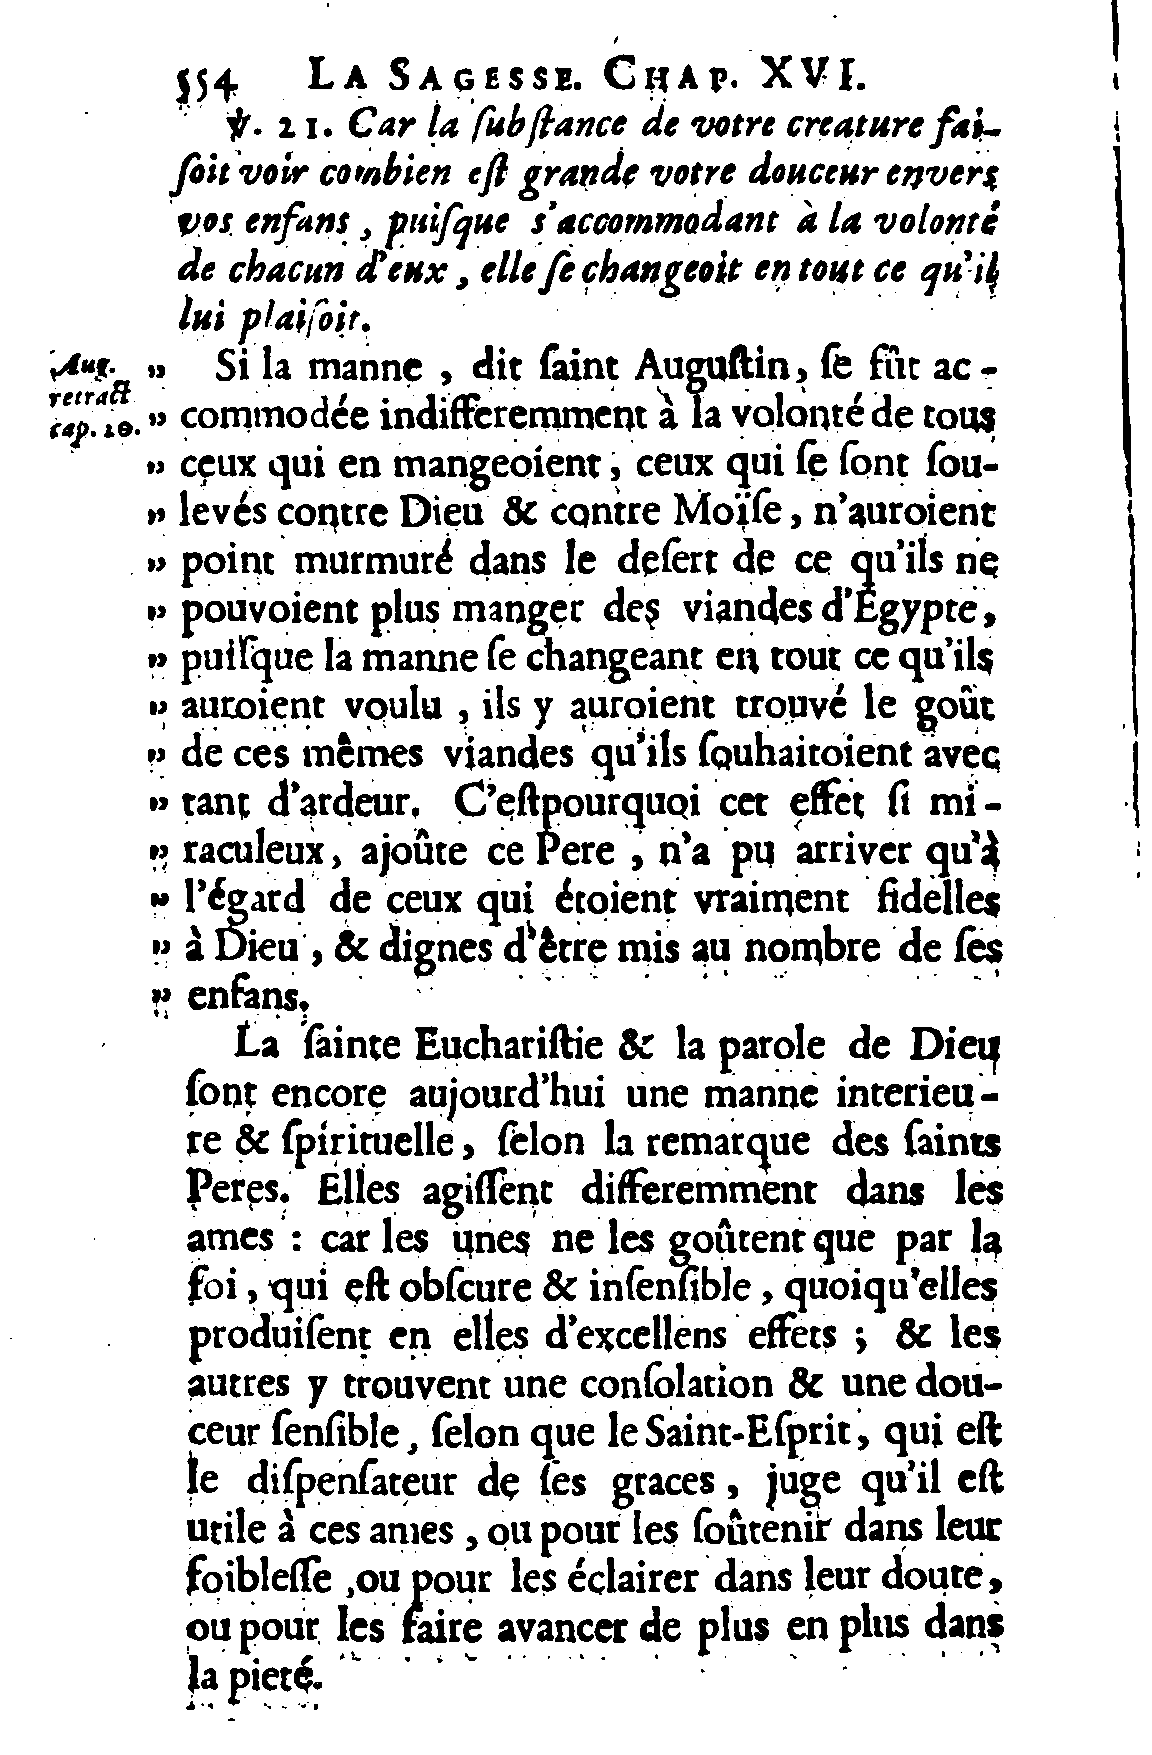 554 LA SAGESSE. CHAP. XVI.
℣. 21. Car la ſubſtance de votre creature fai-
ſoit voir combien eſt grande votre douceur envers
vos enfans, puiſque s'accommodant à la volonté
de chacun d'eux, elle ſe changeoit en tout ce qu'il
lui plaiſoit.
Aug.
retract
cap. 20.
" Si la manne, dit ſaint Auguſtin, ſe fût ac-
" commodée indifferemment à la volonté de tous
" ceux qui en mangeoient, ceux qui ſe ſont ſou-
" levés contre Dieu & contre Moïſe, n'auroient
" point murmuré dans le deſert de ce qu'ils ne
" pouvoient plus manger des viandes d'Egypte,
" puiſque la manne ſe changeant en tout ce qu'ils
" auroient voulu, ils y auroient trouvé le goût
" de ces mêmes viandes qu'ils ſouhaitoient avec
" tant d'ardeur. C'eſtpourquoi cet effet ſi mi-
" raculeux, ajoûte ce Pere, n'a pu arriver qu'à
" l'égard de ceux qui étoient vraiment fidelles
" à Dieu, & dignes d'être mis au nombre de ſes
" enfans.
La ſainte Euchariſtie & la parole de Dieu
ſont encore aujourd'hui une manne interieu-
re & ſpirituelle, ſelon la remarque des ſaints
Peres. Elles agiſſent differemment dans les
ames : car les unes ne les goûtent que par la
foi, qui eſt obſcure & inſenſible, quoiqu'elles
produiſent en elles d'excellens effets ; & les
autres y trouvent une conſolation & une dou-
ceur ſenſible, ſelon que le Saint-Eſprit, qui eſt
le diſpenſateur de ſes graces, juge qu'il eſt
utile à ces ames, ou pour les ſoûtenir dans leur
foibleſſe, ou pour les éclairer dans leur doute,
ou pour les faire avancer de plus en plus dans
la pieté.